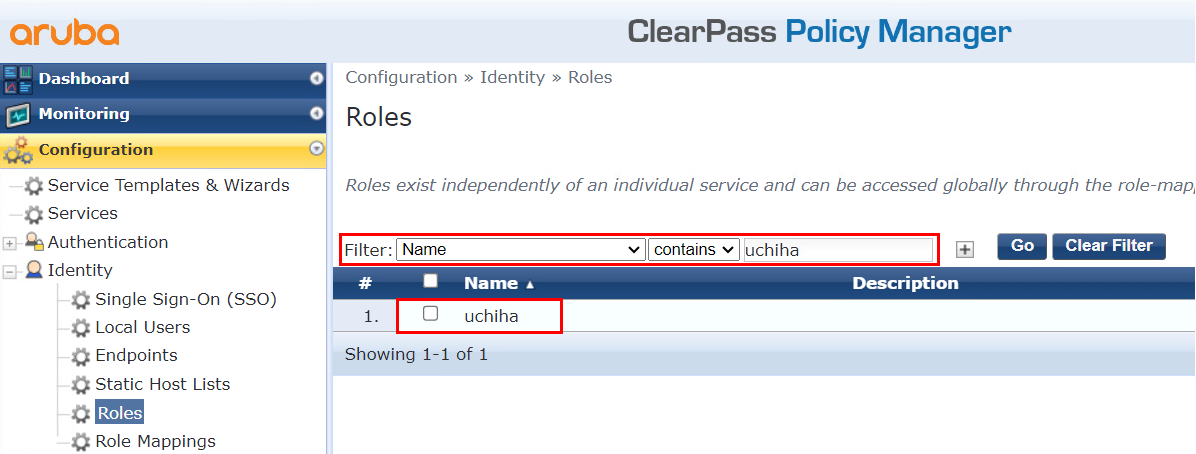 aruba
ClearPass Policy Manager
Dashboard
Monitoring
Configuration
Service Templates & Wizards
Services
Authentication
Identity
Single Sign-On (SSO)
Local Users
Endpoints
Static Host Lists
Roles
Role Mappings
Configuration » Identity » Roles
Roles
Roles exist independently of an individual service and can be accessed globally through the role-mapp
Filter: Name contains uchiha Go Clear Filter
# Name ▲ Description
1. uchiha
Showing 1-1 of 1